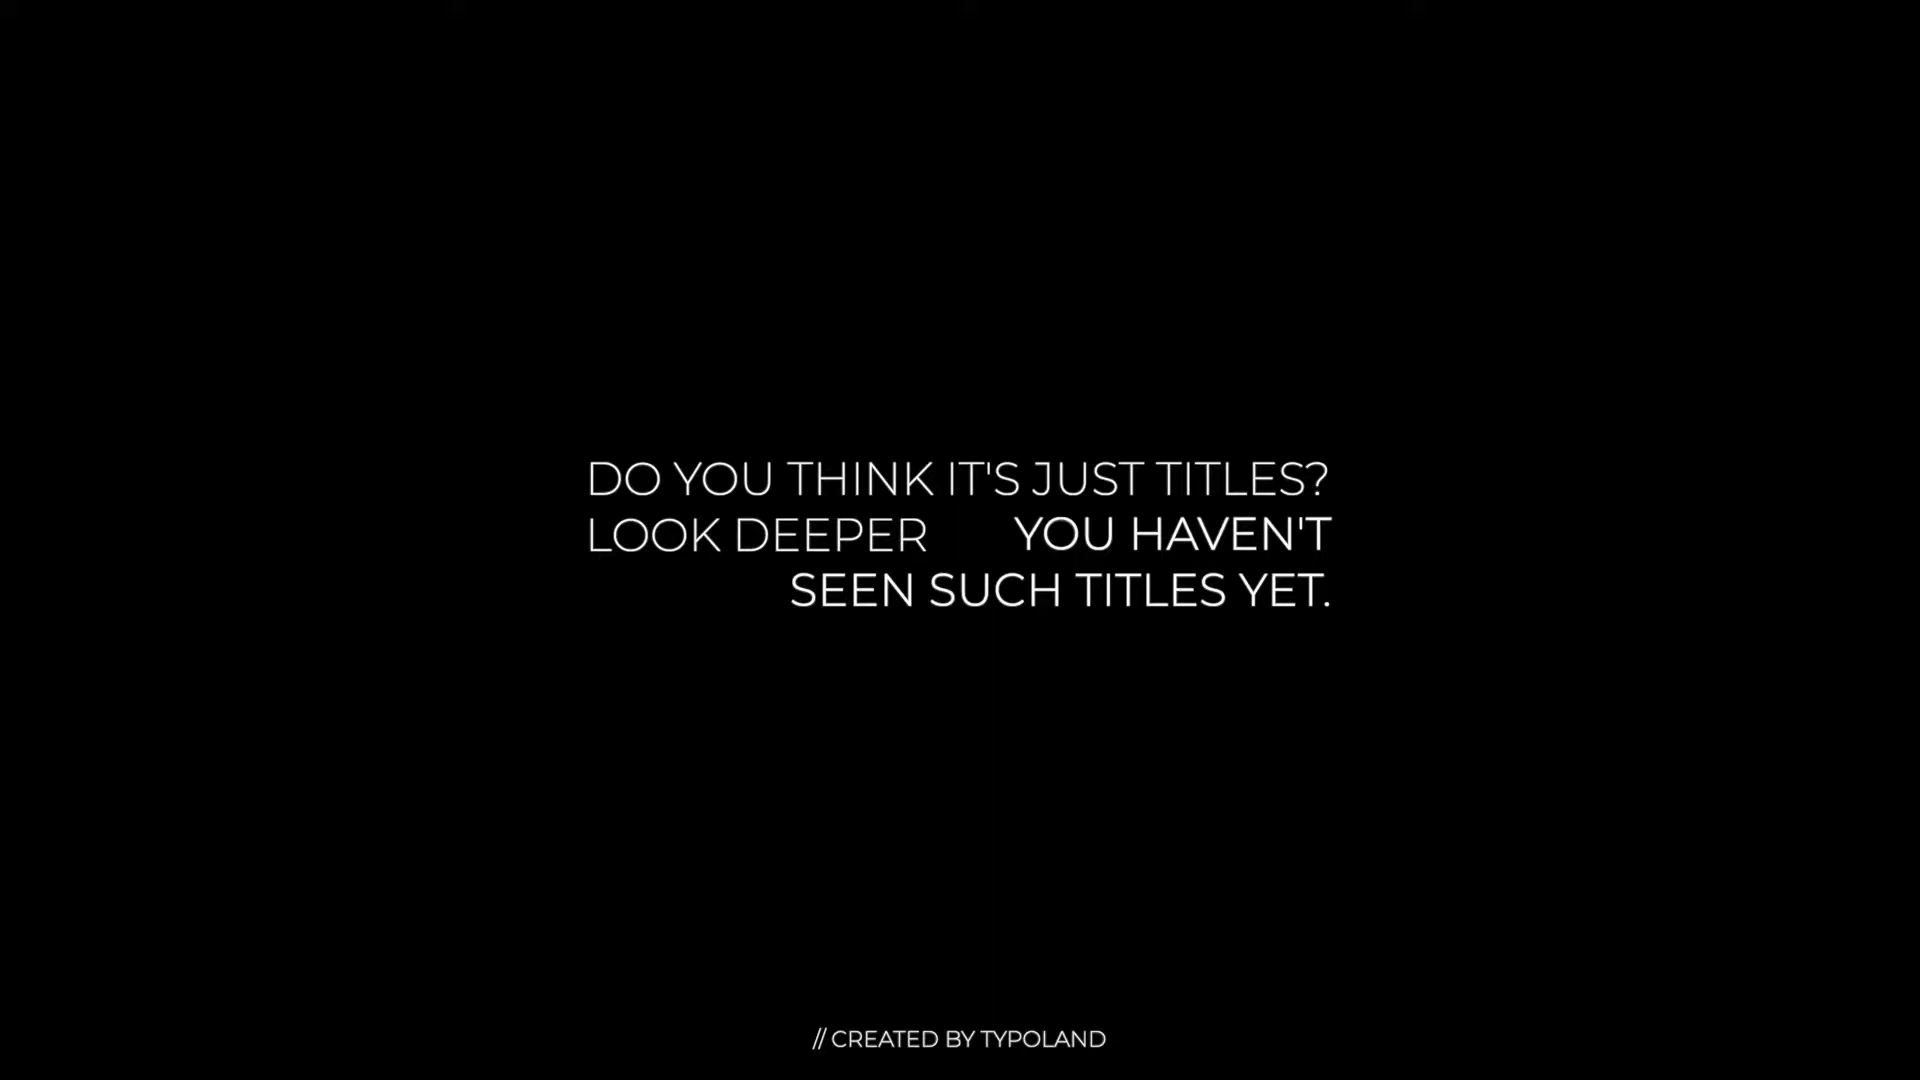 DO YOU THINK IT'S JUST TITLES?
LOOK DEEPER YOU HAVEN'T
SEEN SUCH TITLES YET.
// CREATED BY TYPOLAND